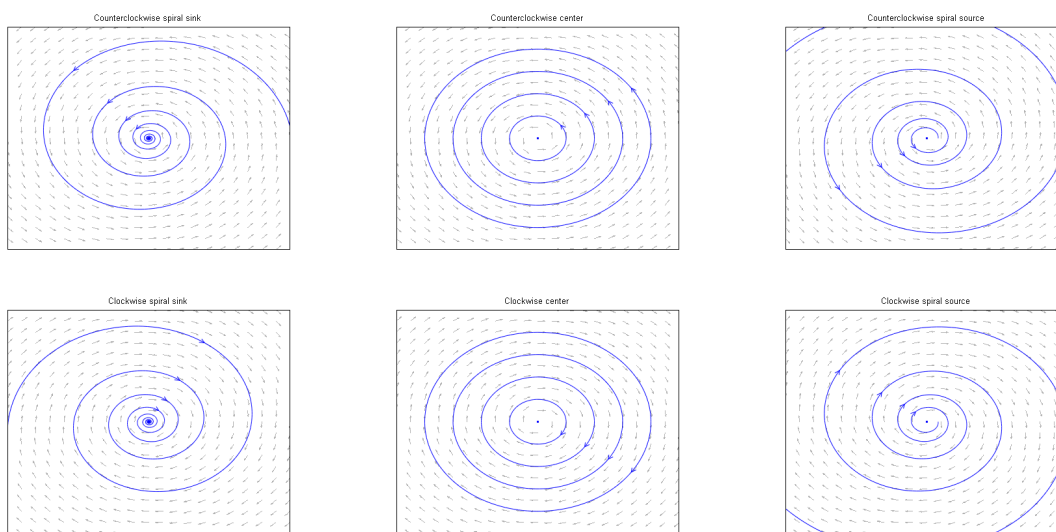 Counterclockwise spiral sink
Counterclockwise center
Counterclockwise spiral source
Clockwise spiral sink
Clockwise center
Clockwise spiral source